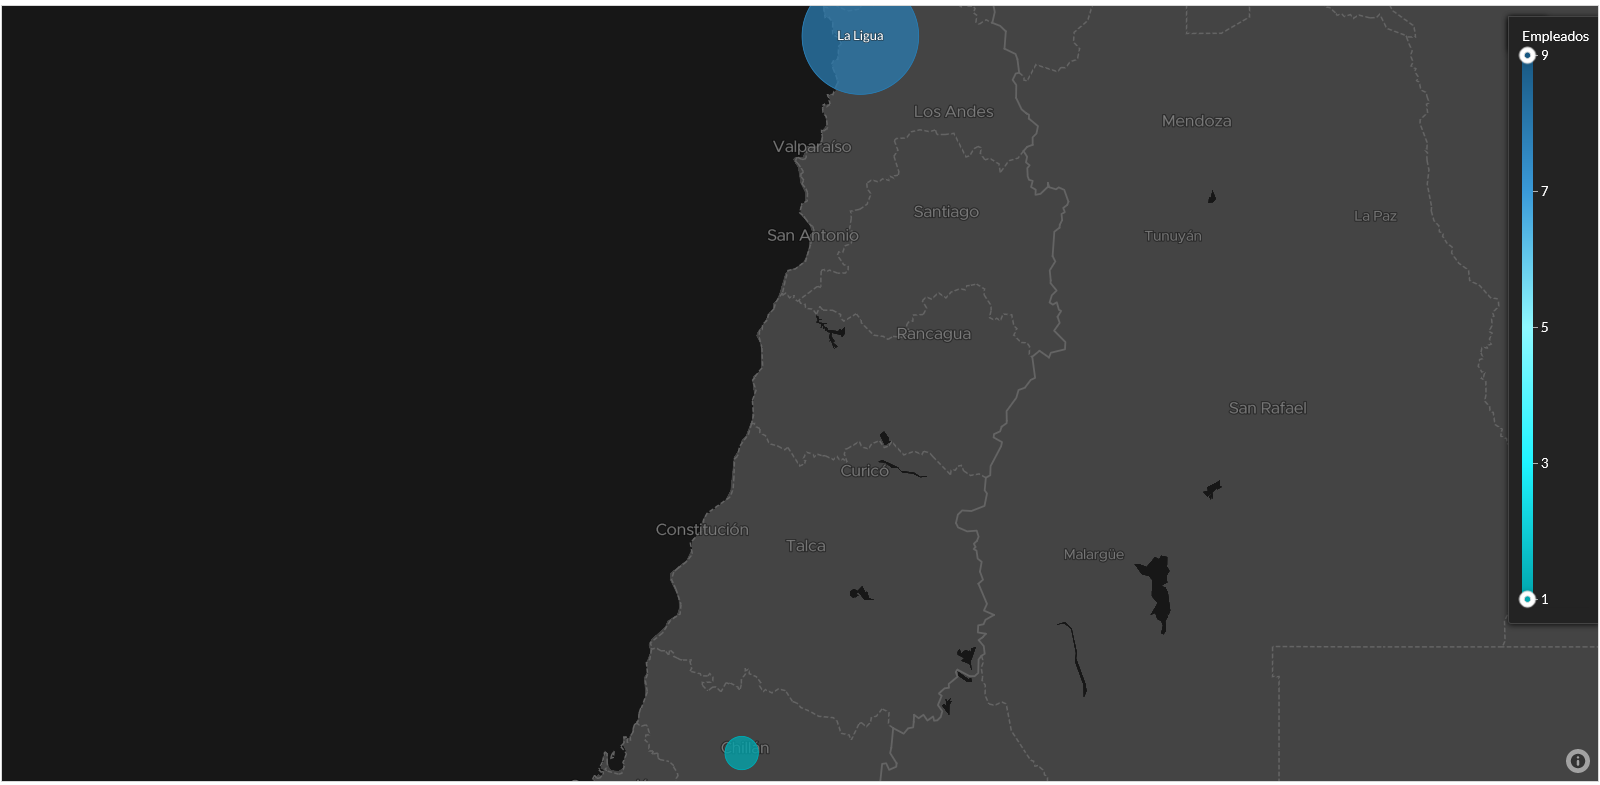 La Ligua
Empleados
9
Los Andes
Mendoza
Valparaíso
7
Santiago
La Paz
San Antonio
Tunuyán
5
Rancagua
San Rafael
3
Curicó
Constitución
Talca
Malargüe
1
Chillán